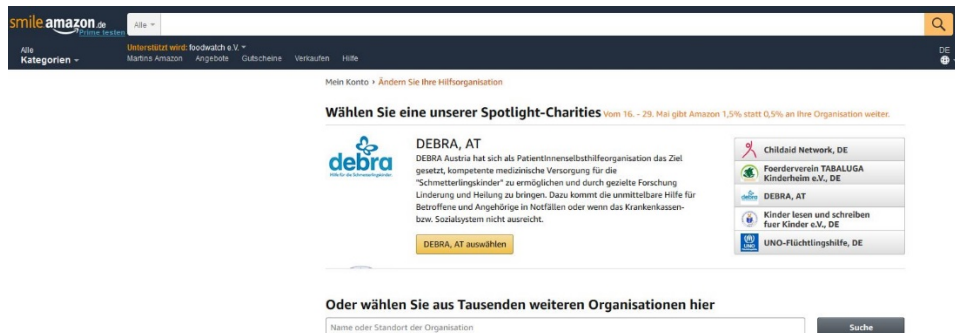 smile.amazon.de
Prime testen
Alle
Alle
Kategorien
Unterstützt wird: foodwatch e.V.
Martins Amazon Angebote Gutscheine Verkaufen Hilfe
DE
Mein Konto › Ändern Sie Ihre Hilfsorganisation
Wählen Sie eine unserer Spotlight-Charities Vom 16. - 29. Mai gibt Amazon 1,5% statt 0,5% an Ihre Organisation weiter.
debra
Hilfe für die Schmetterlingskinder
DEBRA, AT
DEBRA Austria hat sich als PatientInnenselbsthilfeorganisation das Ziel
gesetzt, kompetente medizinische Versorgung für die
"Schmetterlingskinder" zu ermöglichen und durch gezielte Forschung
Linderung und Heilung zu bringen. Dazu kommt die unmittelbare Hilfe für
Betroffene und Angehörige in Notfällen oder wenn das Krankenkassen-
bzw. Sozialsystem nicht ausreicht.
DEBRA, AT auswählen
Childaid Network, DE
Foerderverein TABALUGA
Kinderheim e.V., DE
debra
DEBRA, AT
Kinder lesen und schreiben
fuer Kinder e.V., DE
UNO
UNO-Flüchtlingshilfe, DE
Oder wählen Sie aus Tausenden weiteren Organisationen hier
Name oder Standort der Organisation
Suche